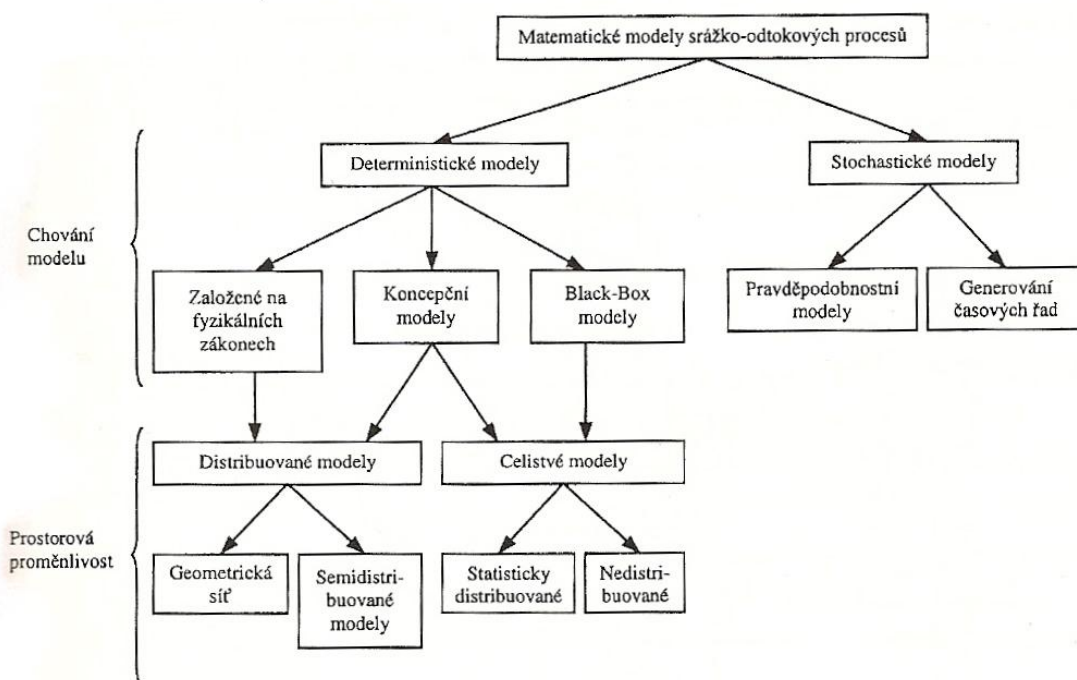 Matematické modely srážko-odtokových procesů
Deterministické modely
Stochastické modely
Chování
modelu
Založené na
fyzikálních
zákonech
Koncepční
modely
Black-Box
modely
Pravděpodobnostní
modely
Generování
časových řad
Distribuované modely
Celistvé modely
Prostorová
proměnlivost
Geometrická
síť
Semidistri-
buované
modely
Statisticky
distribuované
Nedistri-
buované